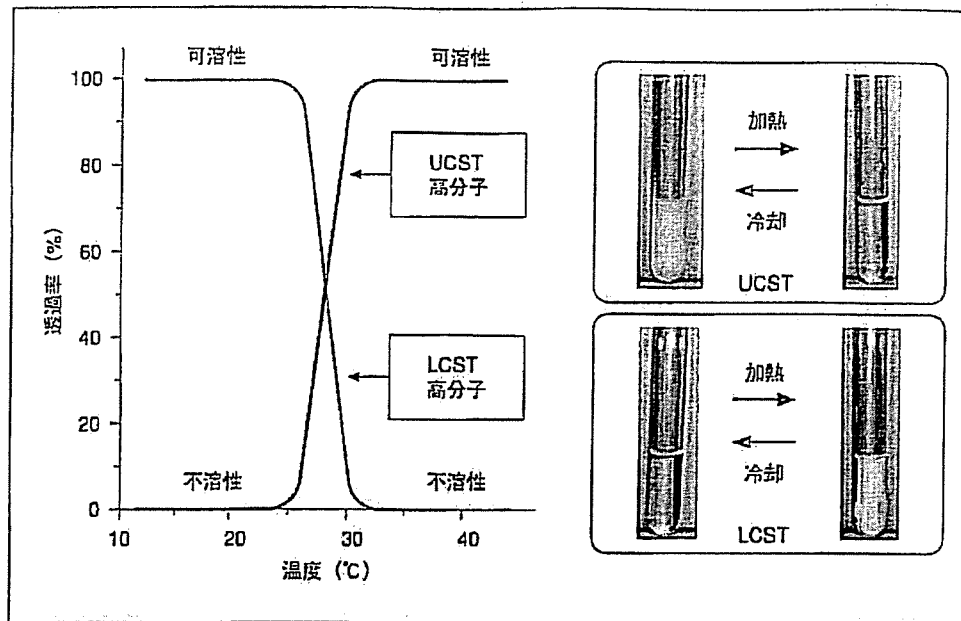 可溶性
可溶性
100
80
60
40
20
0
透過率 (%)
UCST
高分子
LCST
高分子
不溶性
不溶性
10
20
30
40
温度 (℃)
加熱
冷却
UCST
加熱
冷却
LCST